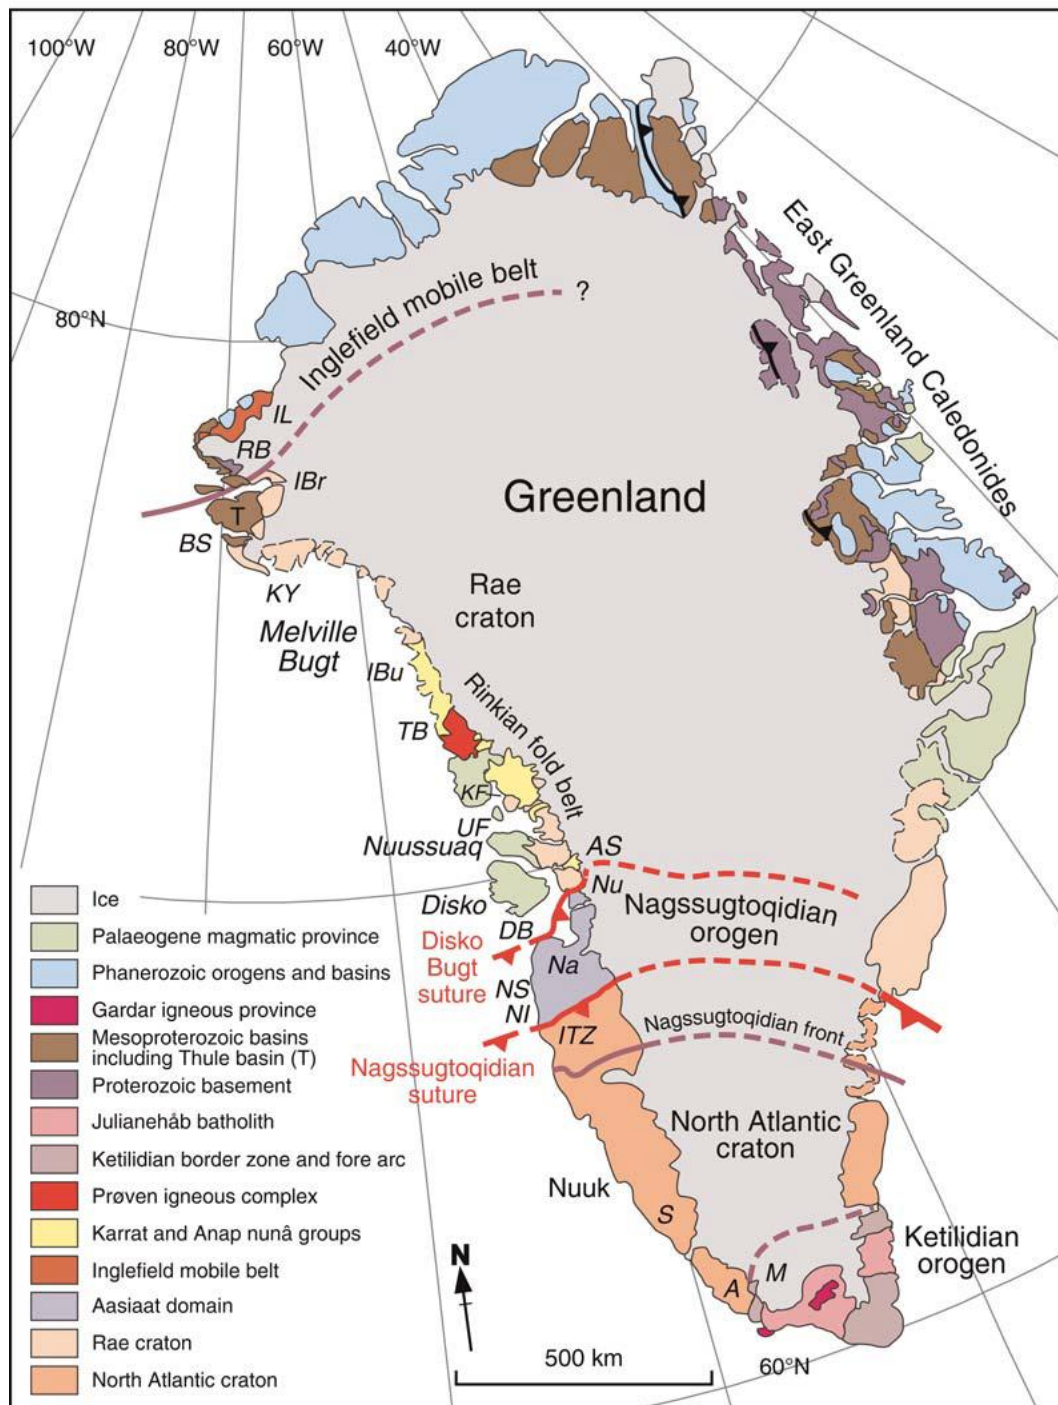 100°W
80°W
60°W
40°W
80°N
Inglefield mobile belt
?
East Greenland Caledonides
IL
RB
IBr
T
BS
KY
Greenland
Rae
craton
Melville
Bugt
IBu
TB
Rinkian fold belt
KF
UF
Nuussuaq
AS
Nu
Disko
DB
Nagssugtoqidian
orogen
Disko
Bugt
suture
Na
NS
NI
ITZ
Nagssugtoqidian front
Nagssugtoqidian
suture
North Atlantic
craton
Nuuk
S
A
M
Ketilidian
orogen
N
500 km
60°N
Ice
Palaeogene magmatic province
Phanerozoic orogens and basins
Gardar igneous province
Mesoproterozoic basins
including Thule basin (T)
Proterozoic basement
Julianehåb batholith
Ketilidian border zone and fore arc
Prøven igneous complex
Karrat and Anap nunâ groups
Inglefield mobile belt
Aasiaat domain
Rae craton
North Atlantic craton